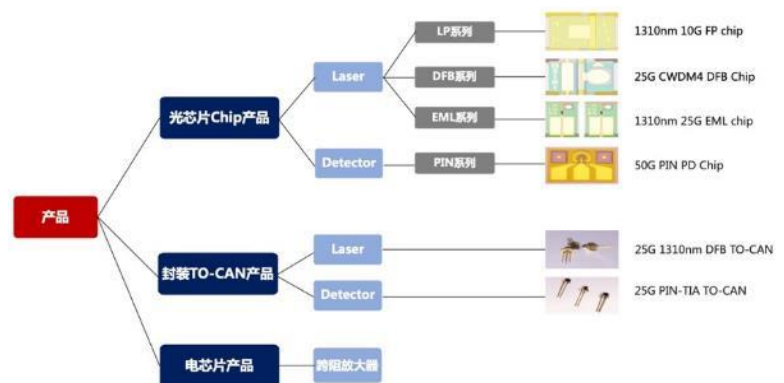 LP系列
1310nm 10G FP chip
Laser
DFB系列
25G CWDM4 DFB Chip
光芯片Chip产品
EML系列
1310nm 25G EML chip
Detector
PIN系列
50G PIN PD Chip
产品
Laser
25G 1310nm DFB TO-CAN
封装TO-CAN产品
Detector
25G PIN-TIA TO-CAN
电芯片产品
跨阻放大器